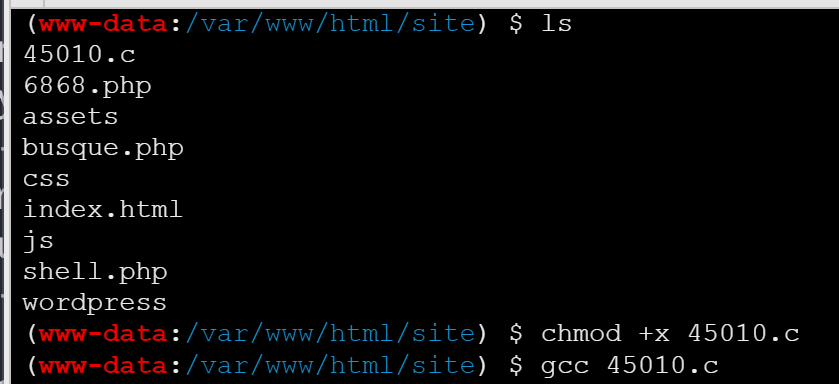 (www-data:/var/www/html/site) $ ls
45010.c
6868.php
assets
busque.php
css
index.html
js
shell.php
wordpress
(www-data:/var/www/html/site) $ chmod +x 45010.c
(www-data:/var/www/html/site) $ gcc 45010.c